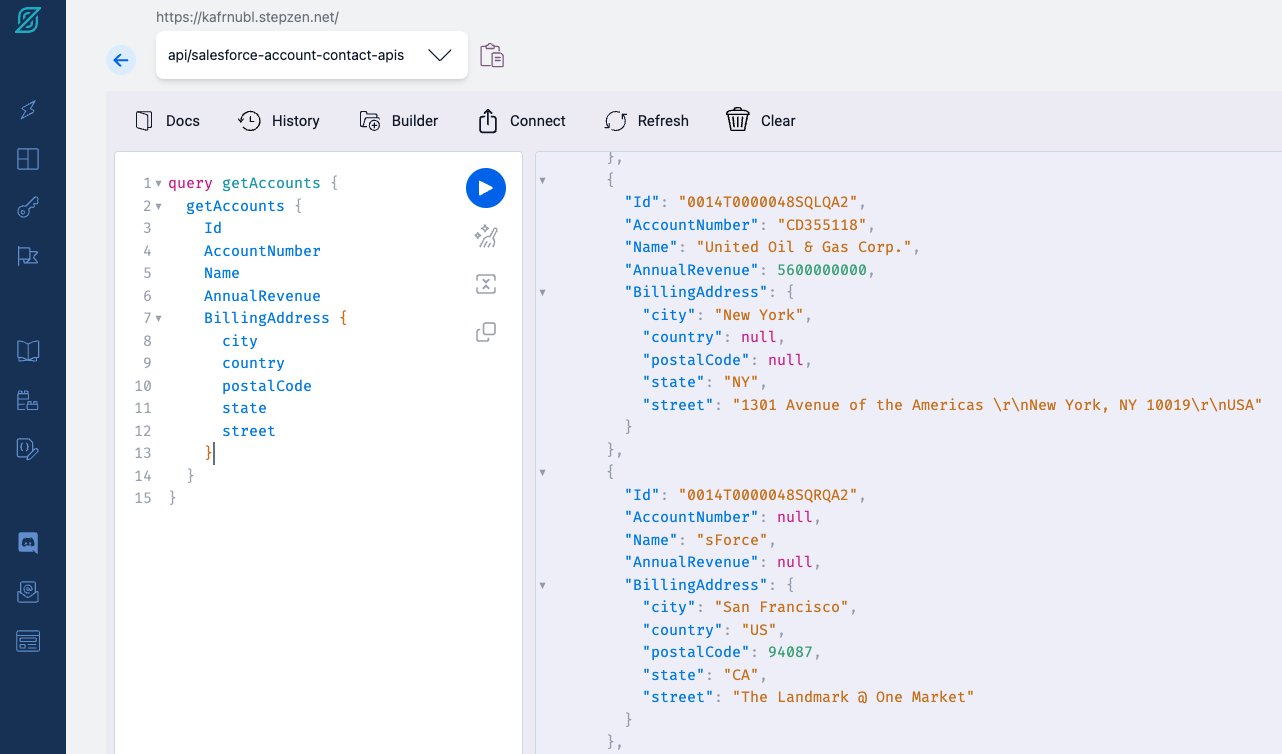 https://kafrnubl.stepzen.net/
api/salesforce-account-contact-apis
Docs History Builder Connect Refresh Clear
1 query getAccounts {
2 getAccounts {
3 Id
4 AccountNumber
5 Name
6 AnnualRevenue
7 BillingAddress {
8 city
9 country
10 postalCode
11 state
12 street
13 }
14 }
15 }
},
{
"Id": "0014T0000048SQLQA2",
"AccountNumber": "CD355118",
"Name": "United Oil & Gas Corp.",
"AnnualRevenue": 5600000000,
"BillingAddress": {
"city": "New York",
"country": null,
"postalCode": null,
"state": "NY",
"street": "1301 Avenue of the Americas \r\nNew York, NY 10019\r\nUSA"
}
},
{
"Id": "0014T0000048SQRQA2",
"AccountNumber": null,
"Name": "sForce",
"AnnualRevenue": null,
"BillingAddress": {
"city": "San Francisco",
"country": "US",
"postalCode": 94087,
"state": "CA",
"street": "The Landmark @ One Market"
}
},